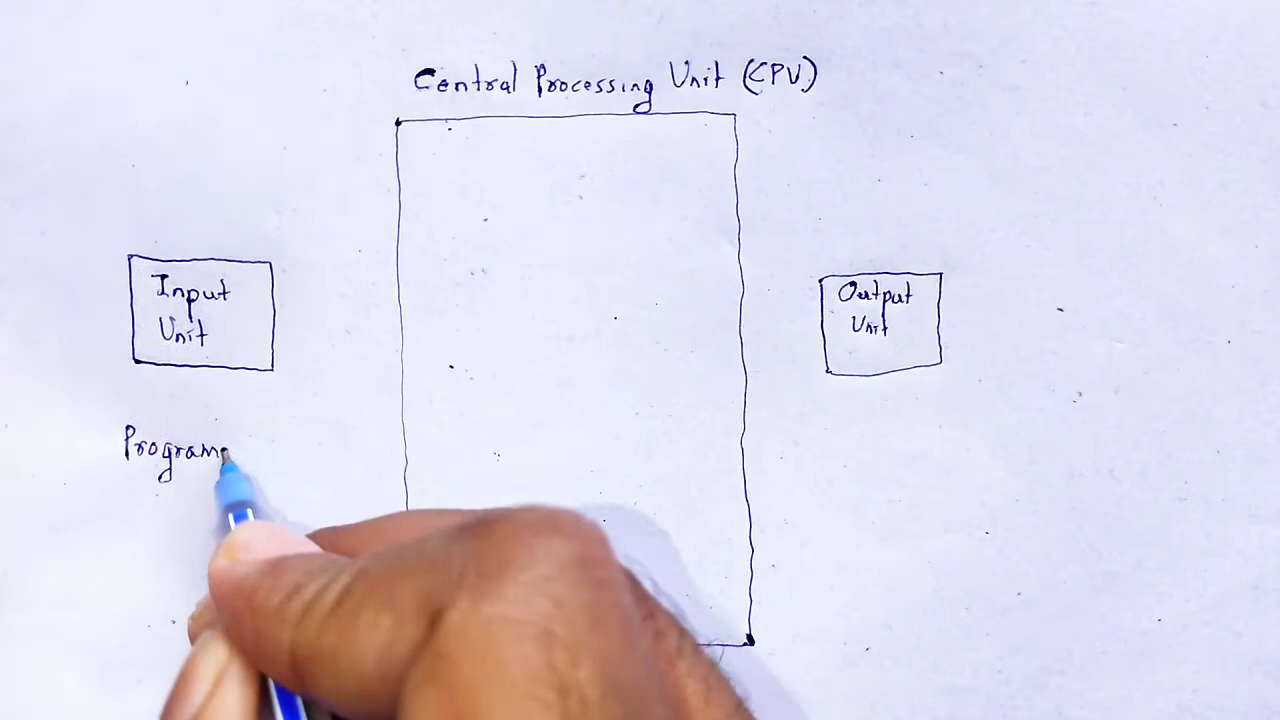 Central Processing Unit (CPU)
Input
Unit
Output
Unit
Program